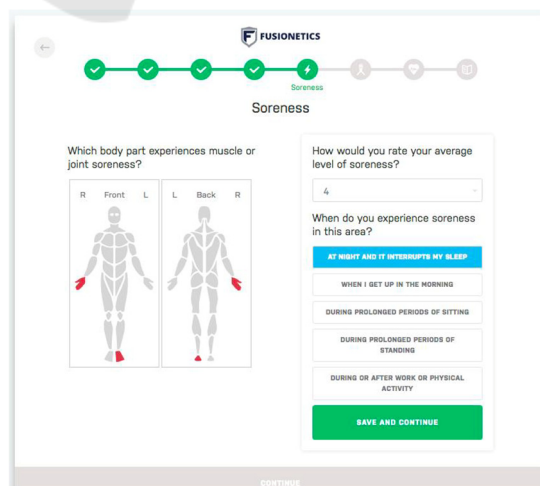 FUSIONETICS
Soreness
Soreness
Which body part experiences muscle or
joint soreness?
R Front L L Back R
How would you rate your average
level of soreness?
4
When do you experience soreness
in this area?
AT NIGHT AND IT INTERRUPTS MY SLEEP
WHEN I GET UP IN THE MORNING
DURING PROLONGED PERIODS OF SITTING
DURING PROLONGED PERIODS OF
STANDING
DURING OR AFTER WORK OR PHYSICAL
ACTIVITY
SAVE AND CONTINUE
CONTINUE